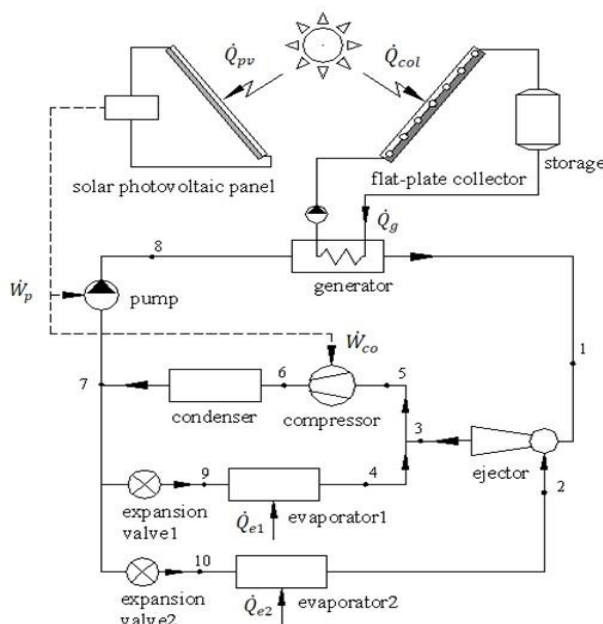 Q̇pv
Q̇col
solar photovoltaic panel
flat-plate collector
storage
Q̇g
8
generator
Ẇp
pump
Ẇco
1
7
6
5
condenser
compressor
3
ejector
2
9
4
expansion
valve1
evaporator1
Q̇e1
10
expansion
valve2
evaporator2
Q̇e2